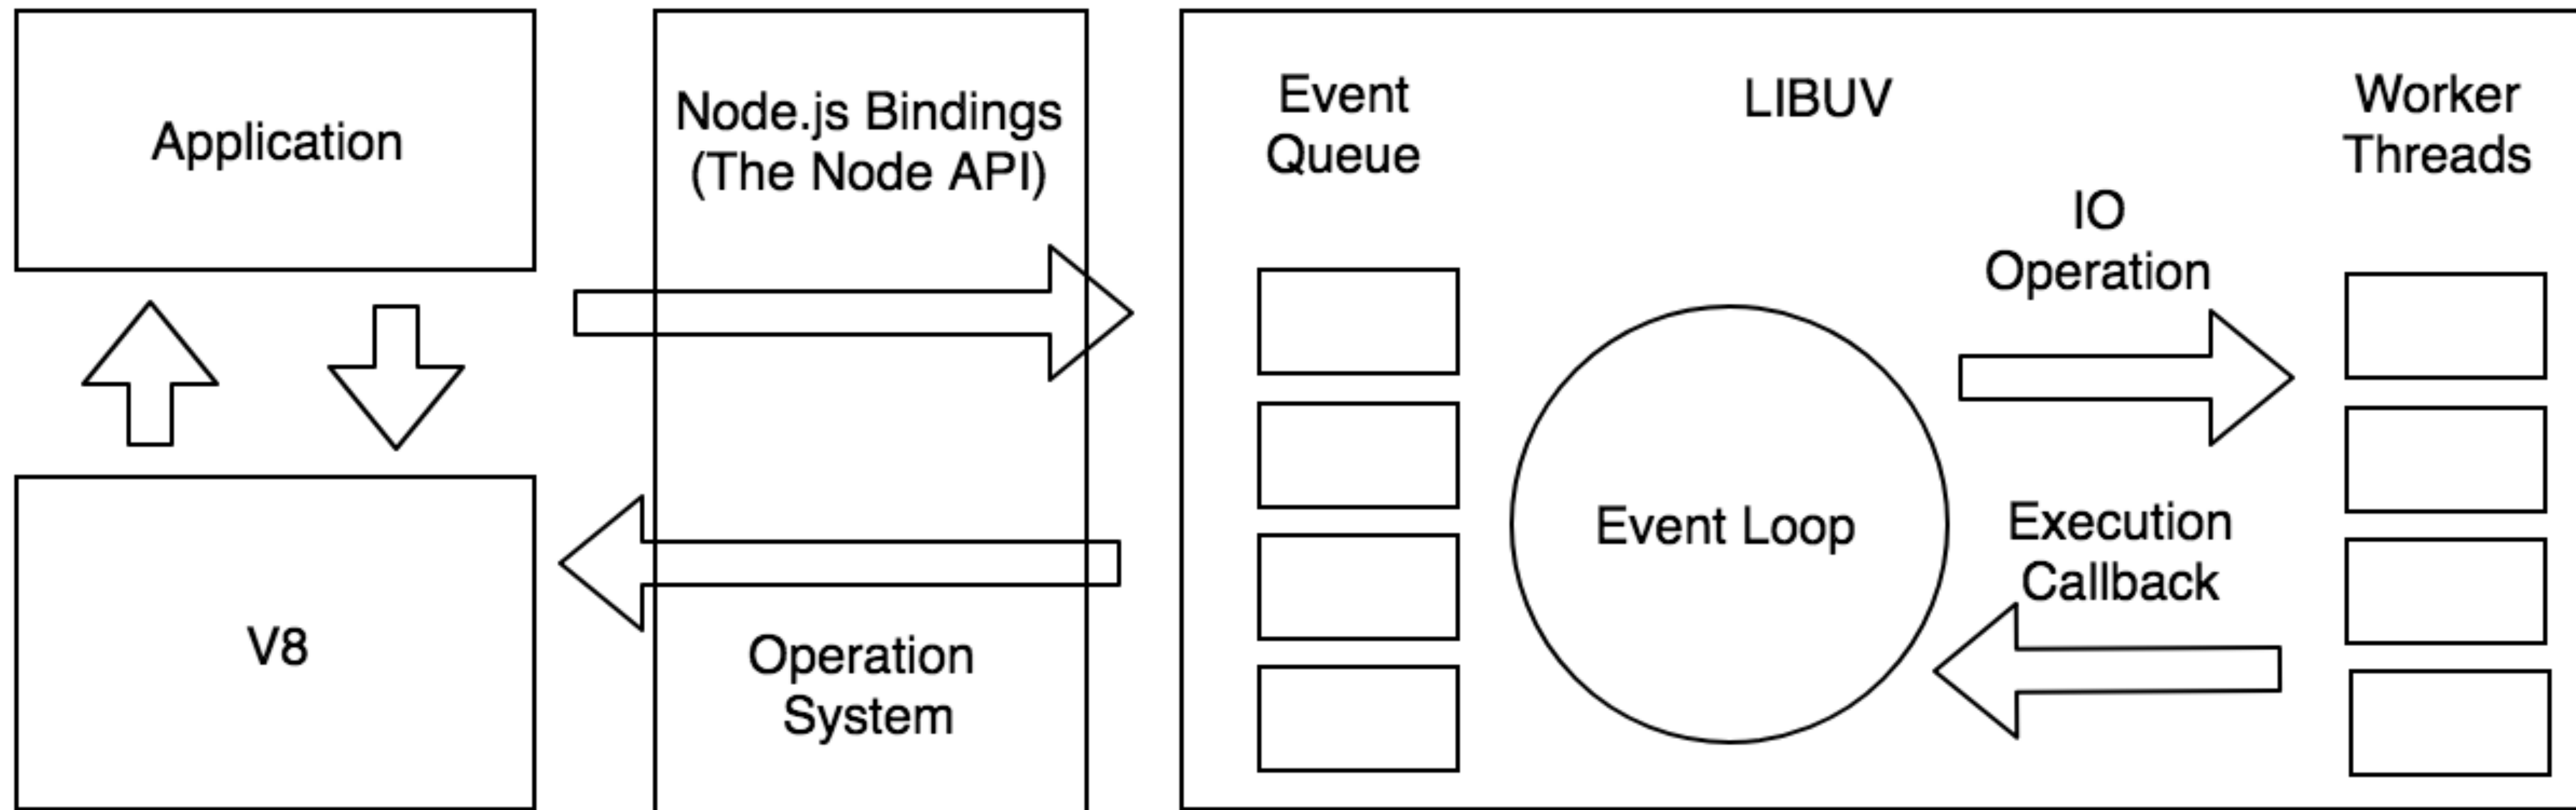 Application
V8
Node.js Bindings
(The Node API)
Operation
System
Event
Queue
LIBUV
Event Loop
IO
Operation
Execution
Callback
Worker
Threads